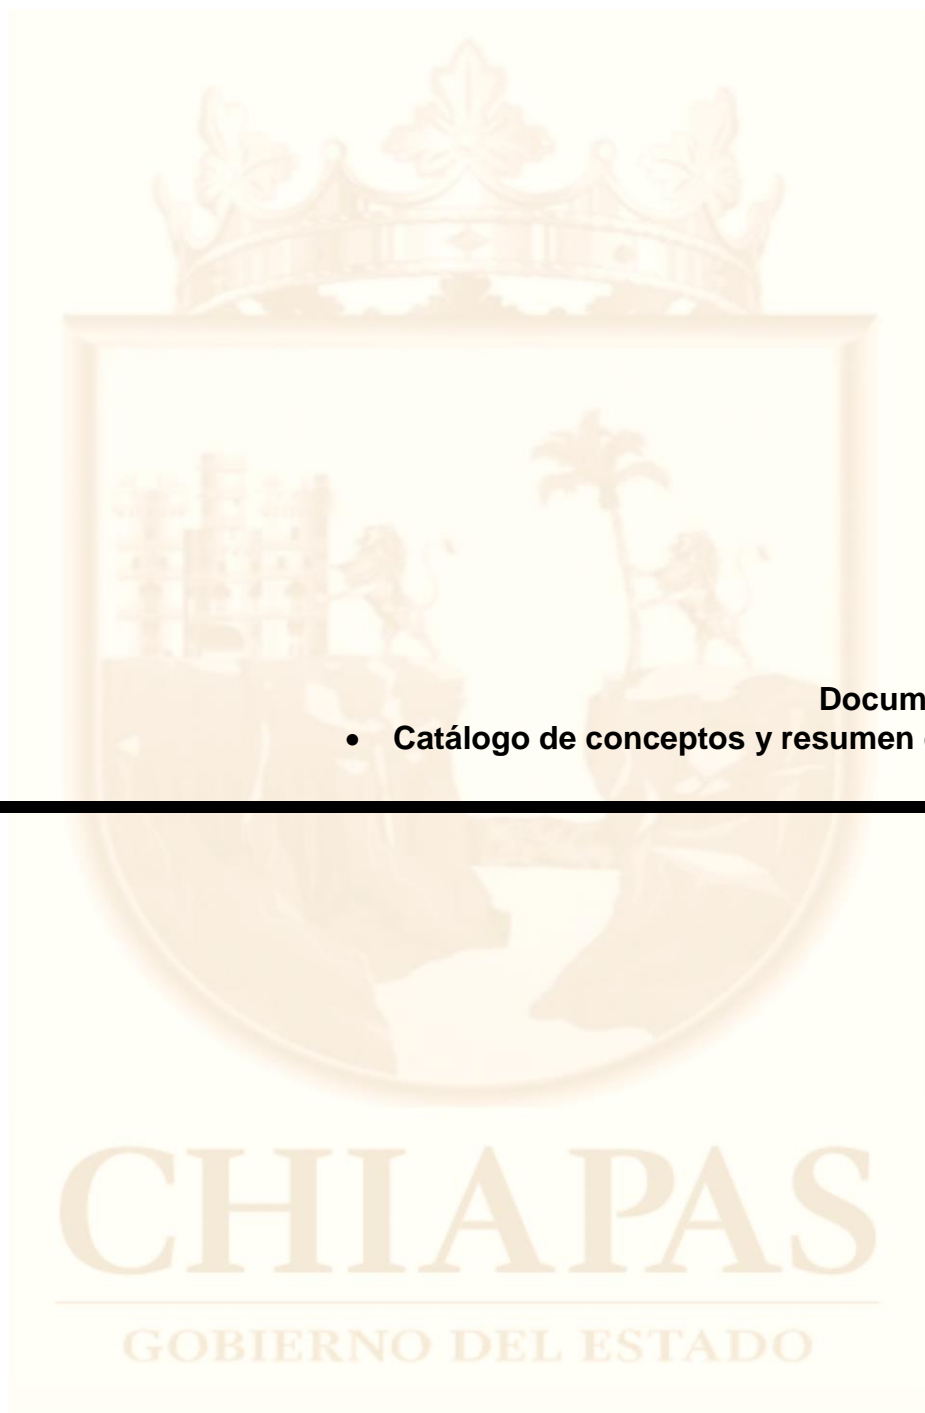 Docum
• Catálogo de conceptos y resumen
CHIAPAS
GOBIERNO DEL ESTADO